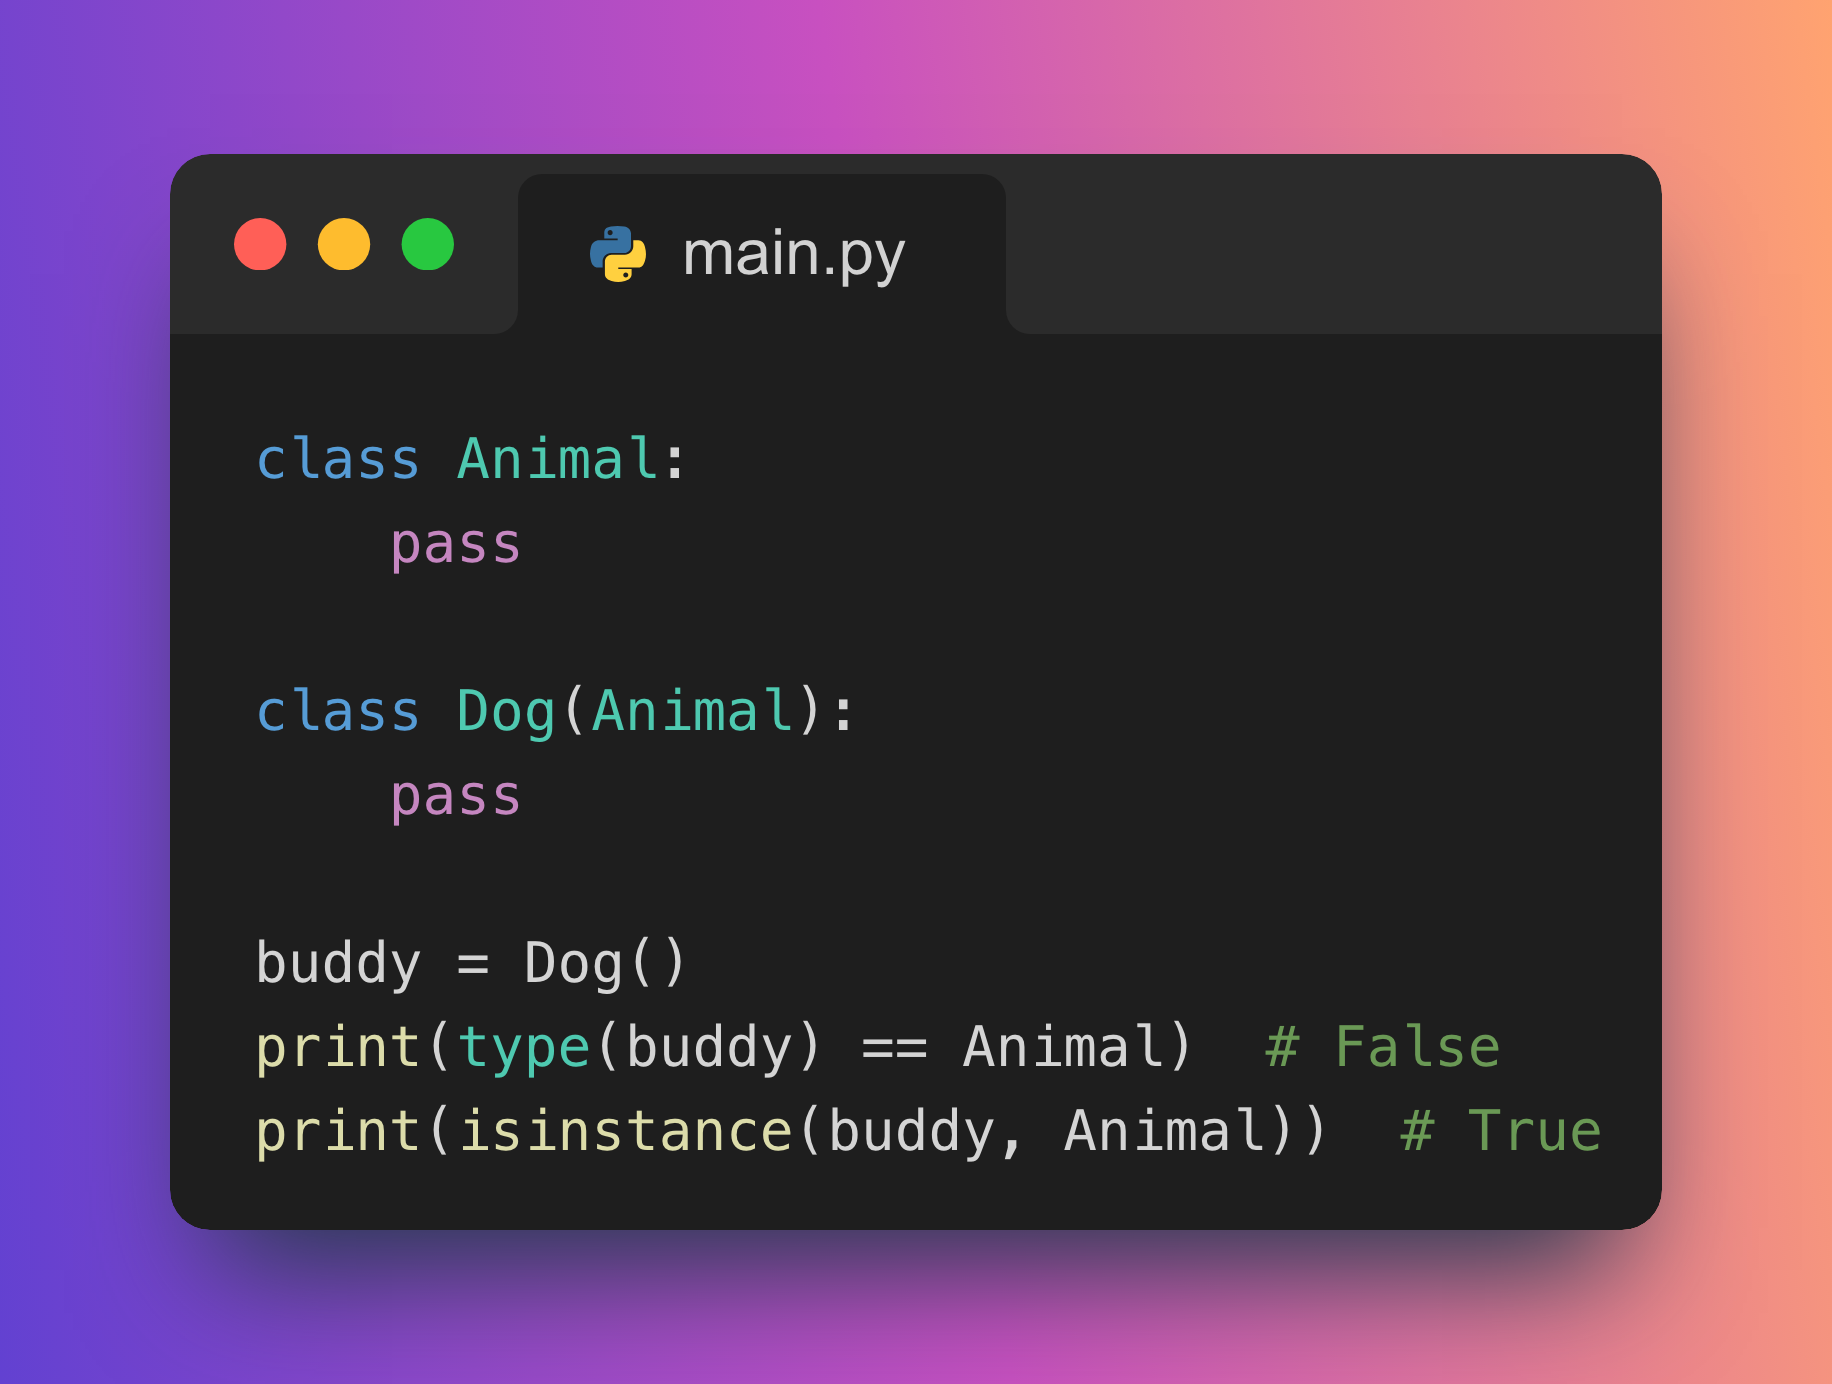 main.py
class Animal:
    pass
class Dog(Animal):
    pass
buddy = Dog()
print(type(buddy) == Animal)  # False
print(isinstance(buddy, Animal))  # True